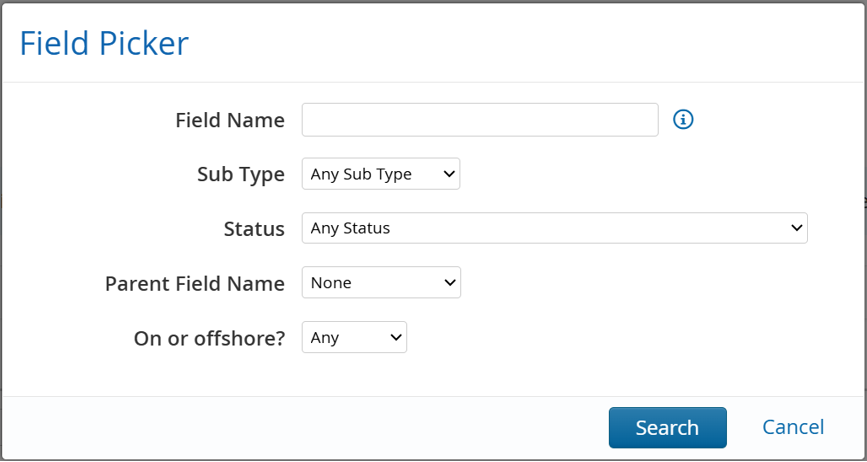 Field Picker
Field Name
Sub Type Any Sub Type
Status Any Status
Parent Field Name None
On or offshore? Any
Search Cancel